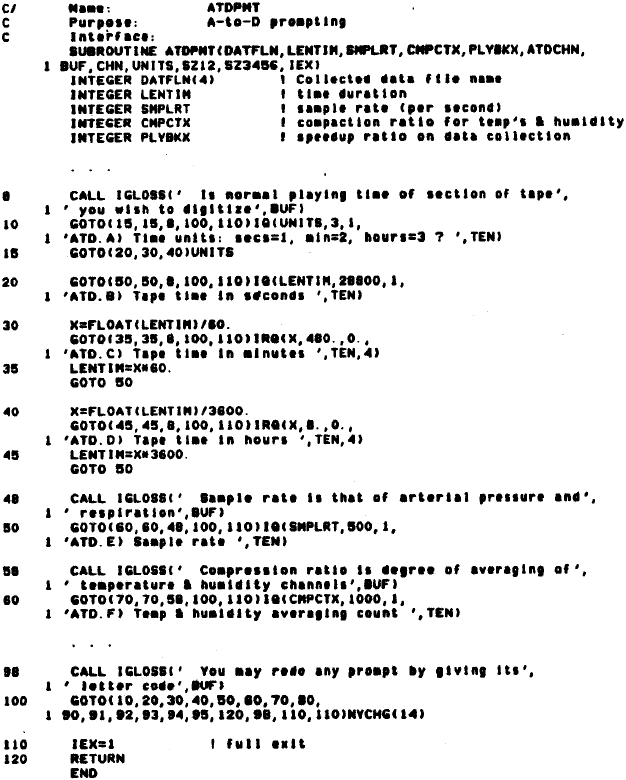 C/ Name: ATDPMT
C Purpose: A-to-D prompting
C Interface:
SUBROUTINE ATDPMT(DATFLN,LENTIM,SMPLRT,CMPCTX,PLYBKX,ATDCHN,
1 BUF,CHN,UNITS,SZ12,SZ3456,IEX)
INTEGER DATFLN(4) ! Collected data file name
INTEGER LENTIM ! time duration
INTEGER SMPLRT ! sample rate (per second)
INTEGER CMPCTX ! compaction ratio for temp's & humidity
INTEGER PLYBKX ! speedup ratio on data collection
. . .
8 CALL IGLOSS(' Is normal playing time of section of tape',
1 ' you wish to digitize',BUF)
10 GOTO(15,15,8,100,110)IQ(UNITS,3,1,
1 'ATD.A) Time units: secs=1, min=2, hours=3 ? ',TEN)
15 GOTO(20,30,40)UNITS
20 GOTO(50,50,8,100,110)IQ(LENTIM,28800,1,
1 'ATD.B) Tape time in seconds ',TEN)
30 X=FLOAT(LENTIM)/60.
GOTO(35,35,8,100,110)IRQ(X,480.,0.,
1 'ATD.C) Tape time in minutes ',TEN,4)
35 LENTIM=X*60.
GOTO 50
40 X=FLOAT(LENTIM)/3600.
GOTO(45,45,8,100,110)IRQ(X,8.,0.,
1 'ATD.D) Tape time in hours ',TEN,4)
45 LENTIM=X*3600.
GOTO 50
48 CALL IGLOSS(' Sample rate is that of arterial pressure and',
1 ' respiration',BUF)
50 GOTO(60,60,48,100,110)IQ(SMPLRT,500,1,
1 'ATD.E) Sample rate ',TEN)
58 CALL IGLOSS(' Compression ratio is degree of averaging of',
1 ' temperature & humidity channels',BUF)
60 GOTO(70,70,58,100,110)IQ(CMPCTX,1000,1,
1 'ATD.F) Temp & humidity averaging count ',TEN)
. . .
98 CALL IGLOSS(' You may redo any prompt by giving its',
1 ' letter code',BUF)
100 GOTO(10,20,30,40,50,60,70,80,
1 90,91,92,93,94,95,120,98,110,110)NYCHG(14)
110 IEX=1 ! full exit
120 RETURN
END